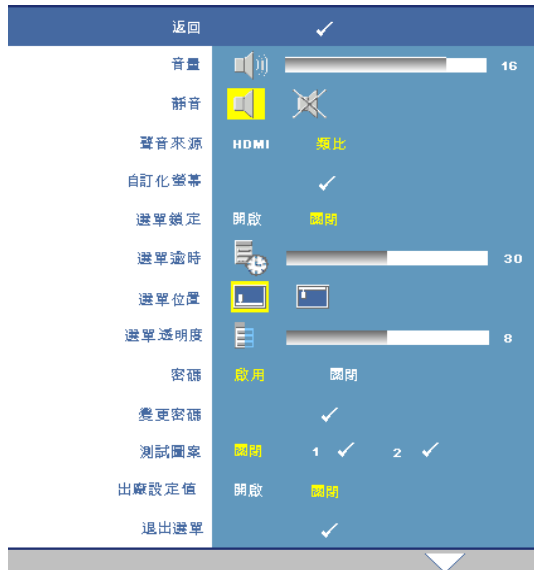 返回
音量 16
靜音
聲音來源 HDMI 類比
自訂化螢幕
選單鎖定 開啟 關閉
選單逾時 30
選單位置
選單透明度 8
密碼 啟用 關閉
變更密碼
測試圖案 關閉 1 2
出廠設定值 開啟 關閉
退出選單